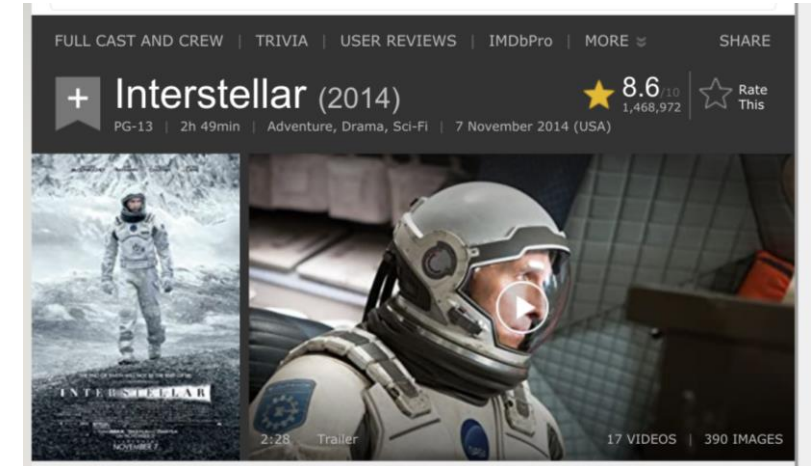 FULL CAST AND CREW | TRIVIA | USER REVIEWS | IMDbPro | MORE SHARE
+ Interstellar (2014) 8.6/10 Rate
1,468,972 This
PG-13 | 2h 49min | Adventure, Drama, Sci-Fi | 7 November 2014 (USA)
INTERSTELLAR
NOVEMBER 7
2:28 Trailer 17 VIDEOS | 390 IMAGES